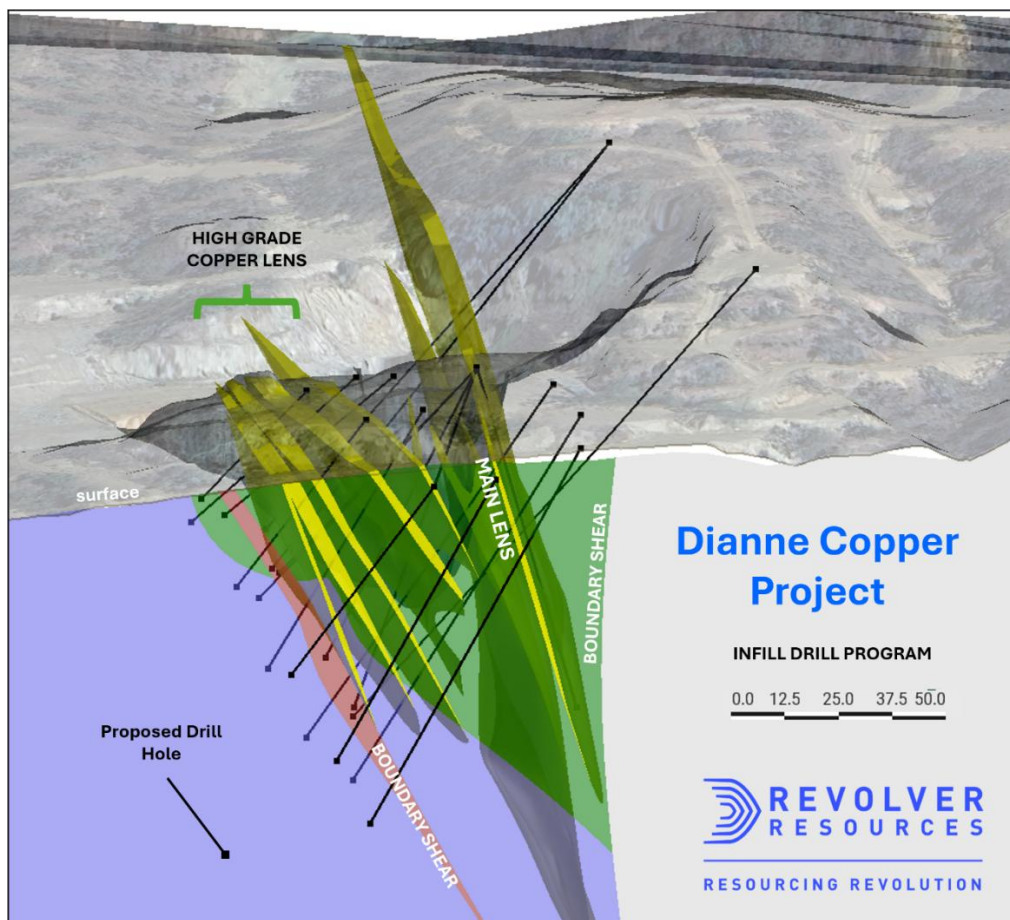 HIGH GRADE
COPPER LENS
surface
MAIN LENS
BOUNDARY SHEAR
BOUNDARY SHEAR
Proposed Drill
Hole
Dianne Copper
Project
INFILL DRILL PROGRAM
0.0 12.5 25.0 37.5 50.0
REVOLVER
RESOURCES
RESOURCING REVOLUTION